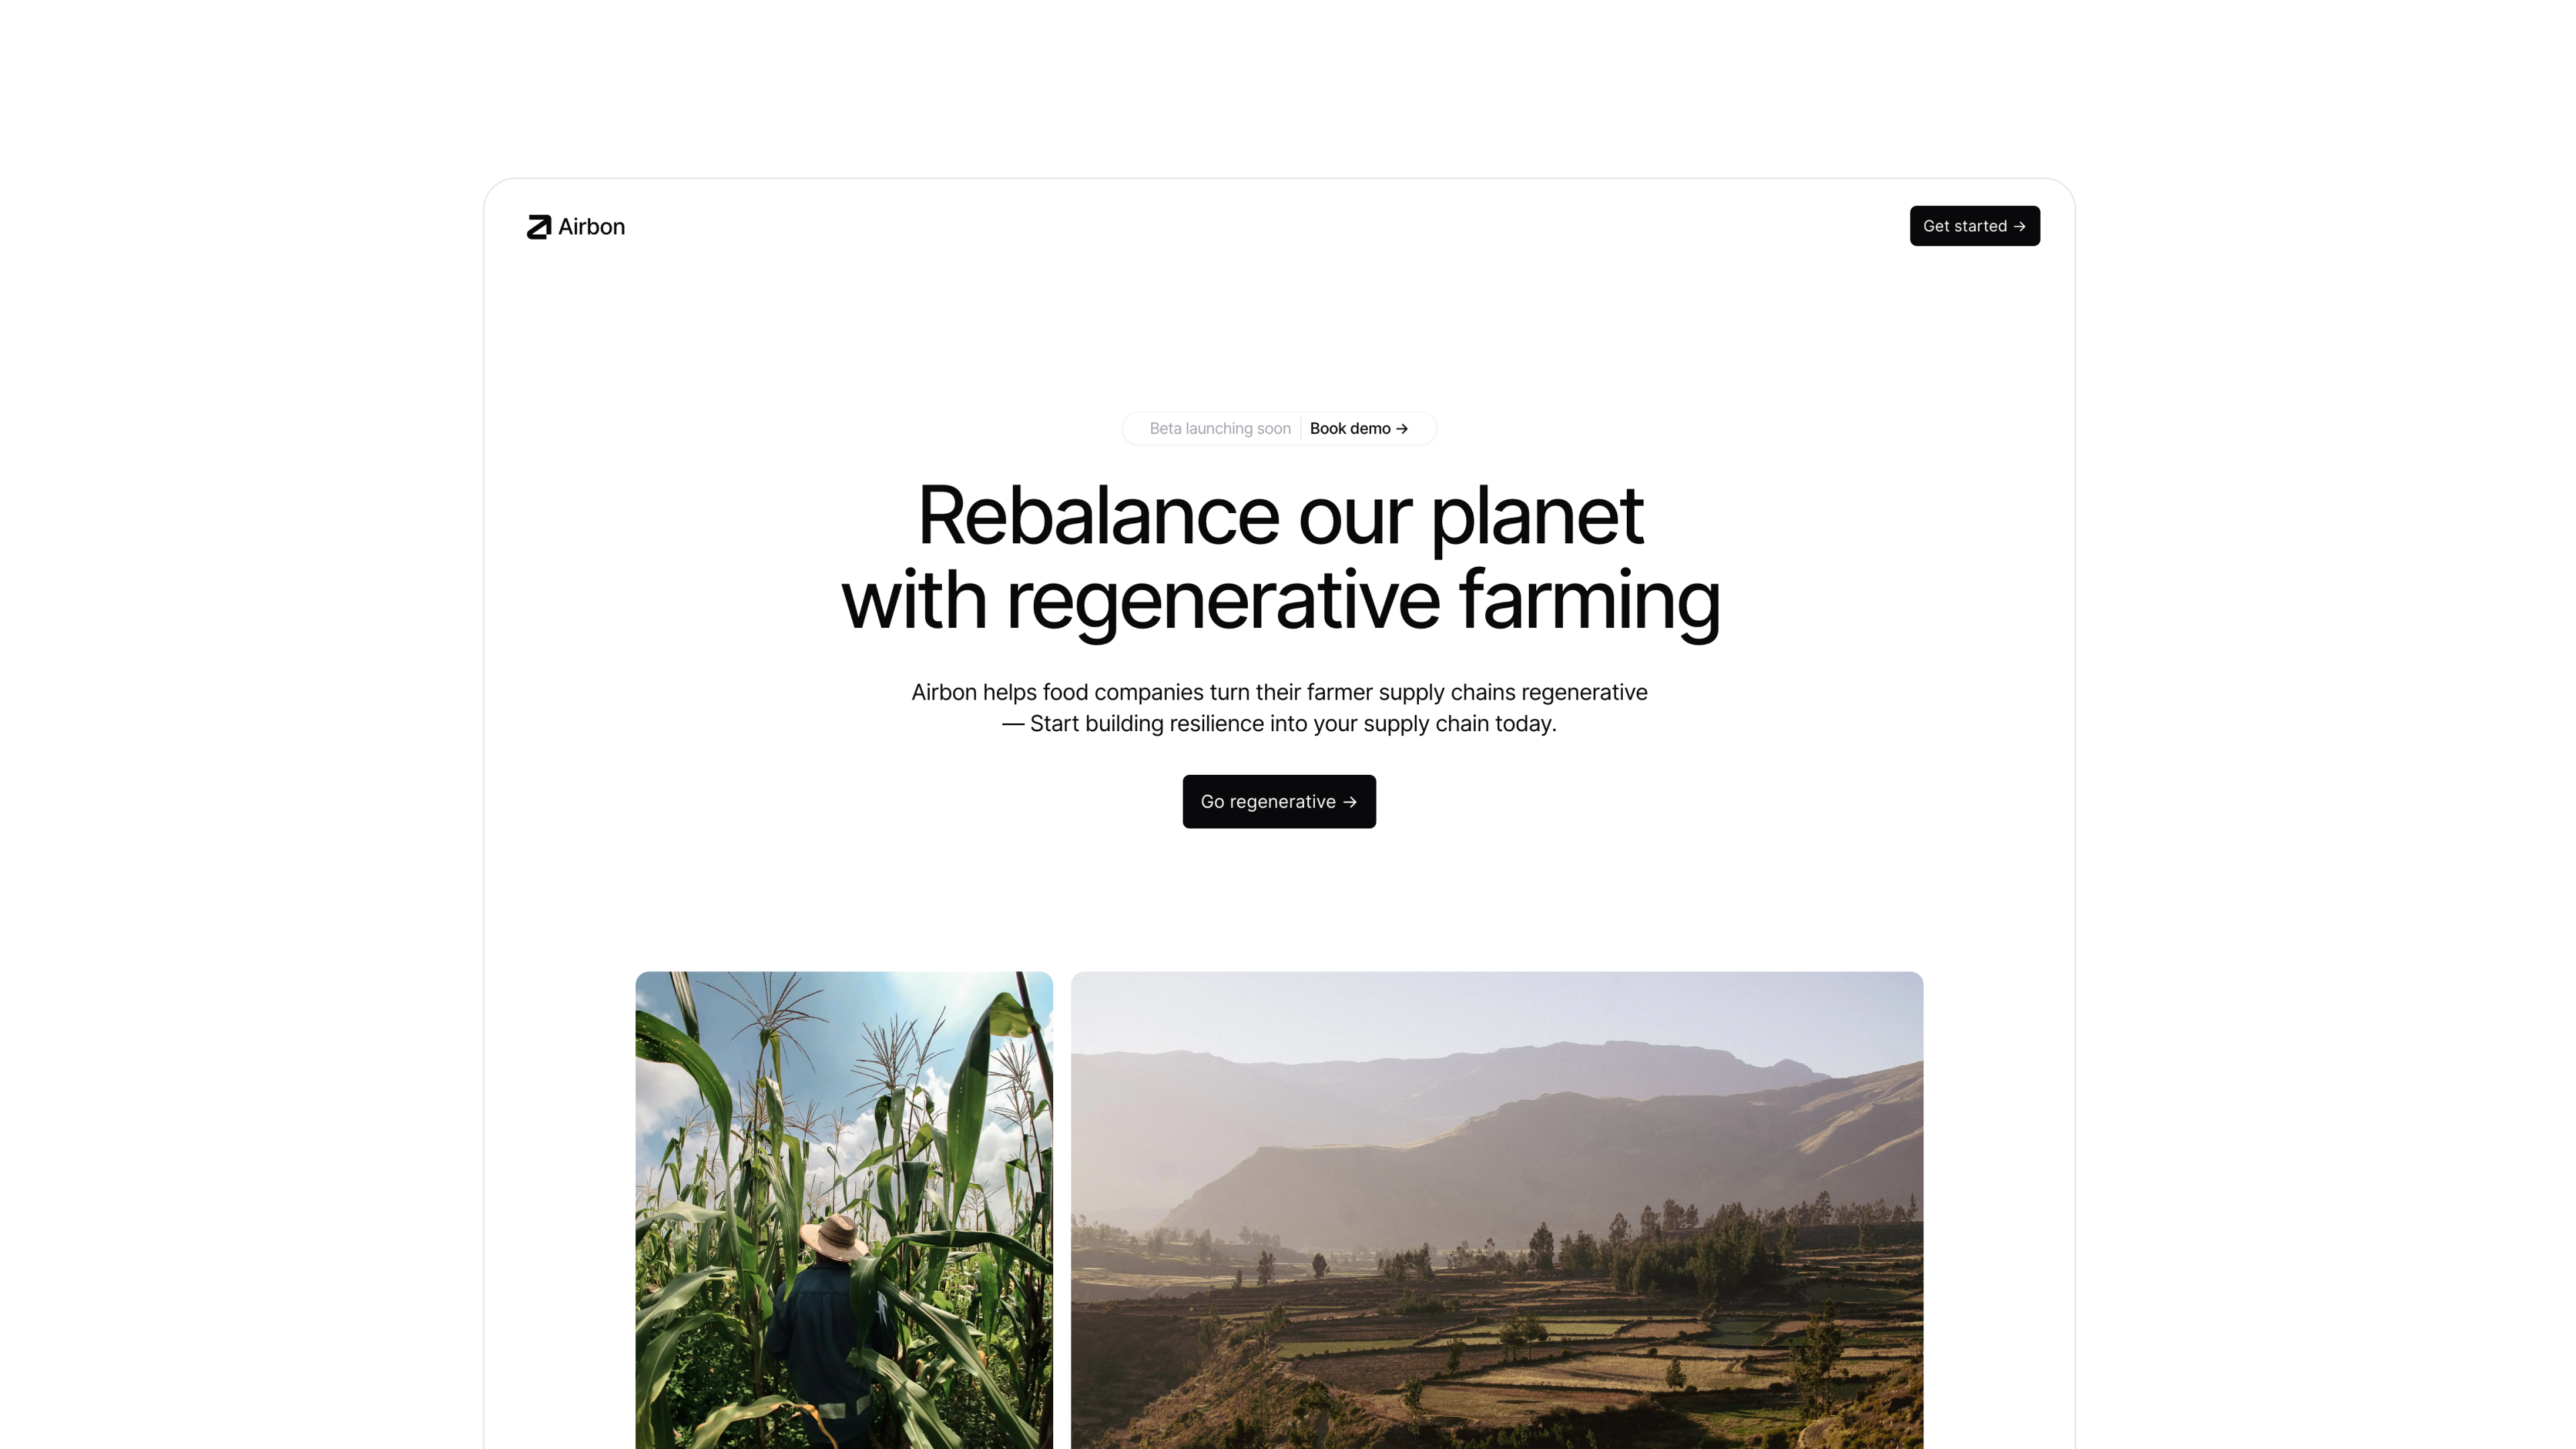 Airbon
Get started →
Beta launching soon
Book demo →
Rebalance our planet
with regenerative farming
Airbon helps food companies turn their farmer supply chains regenerative
— Start building resilience into your supply chain today.
Go regenerative →